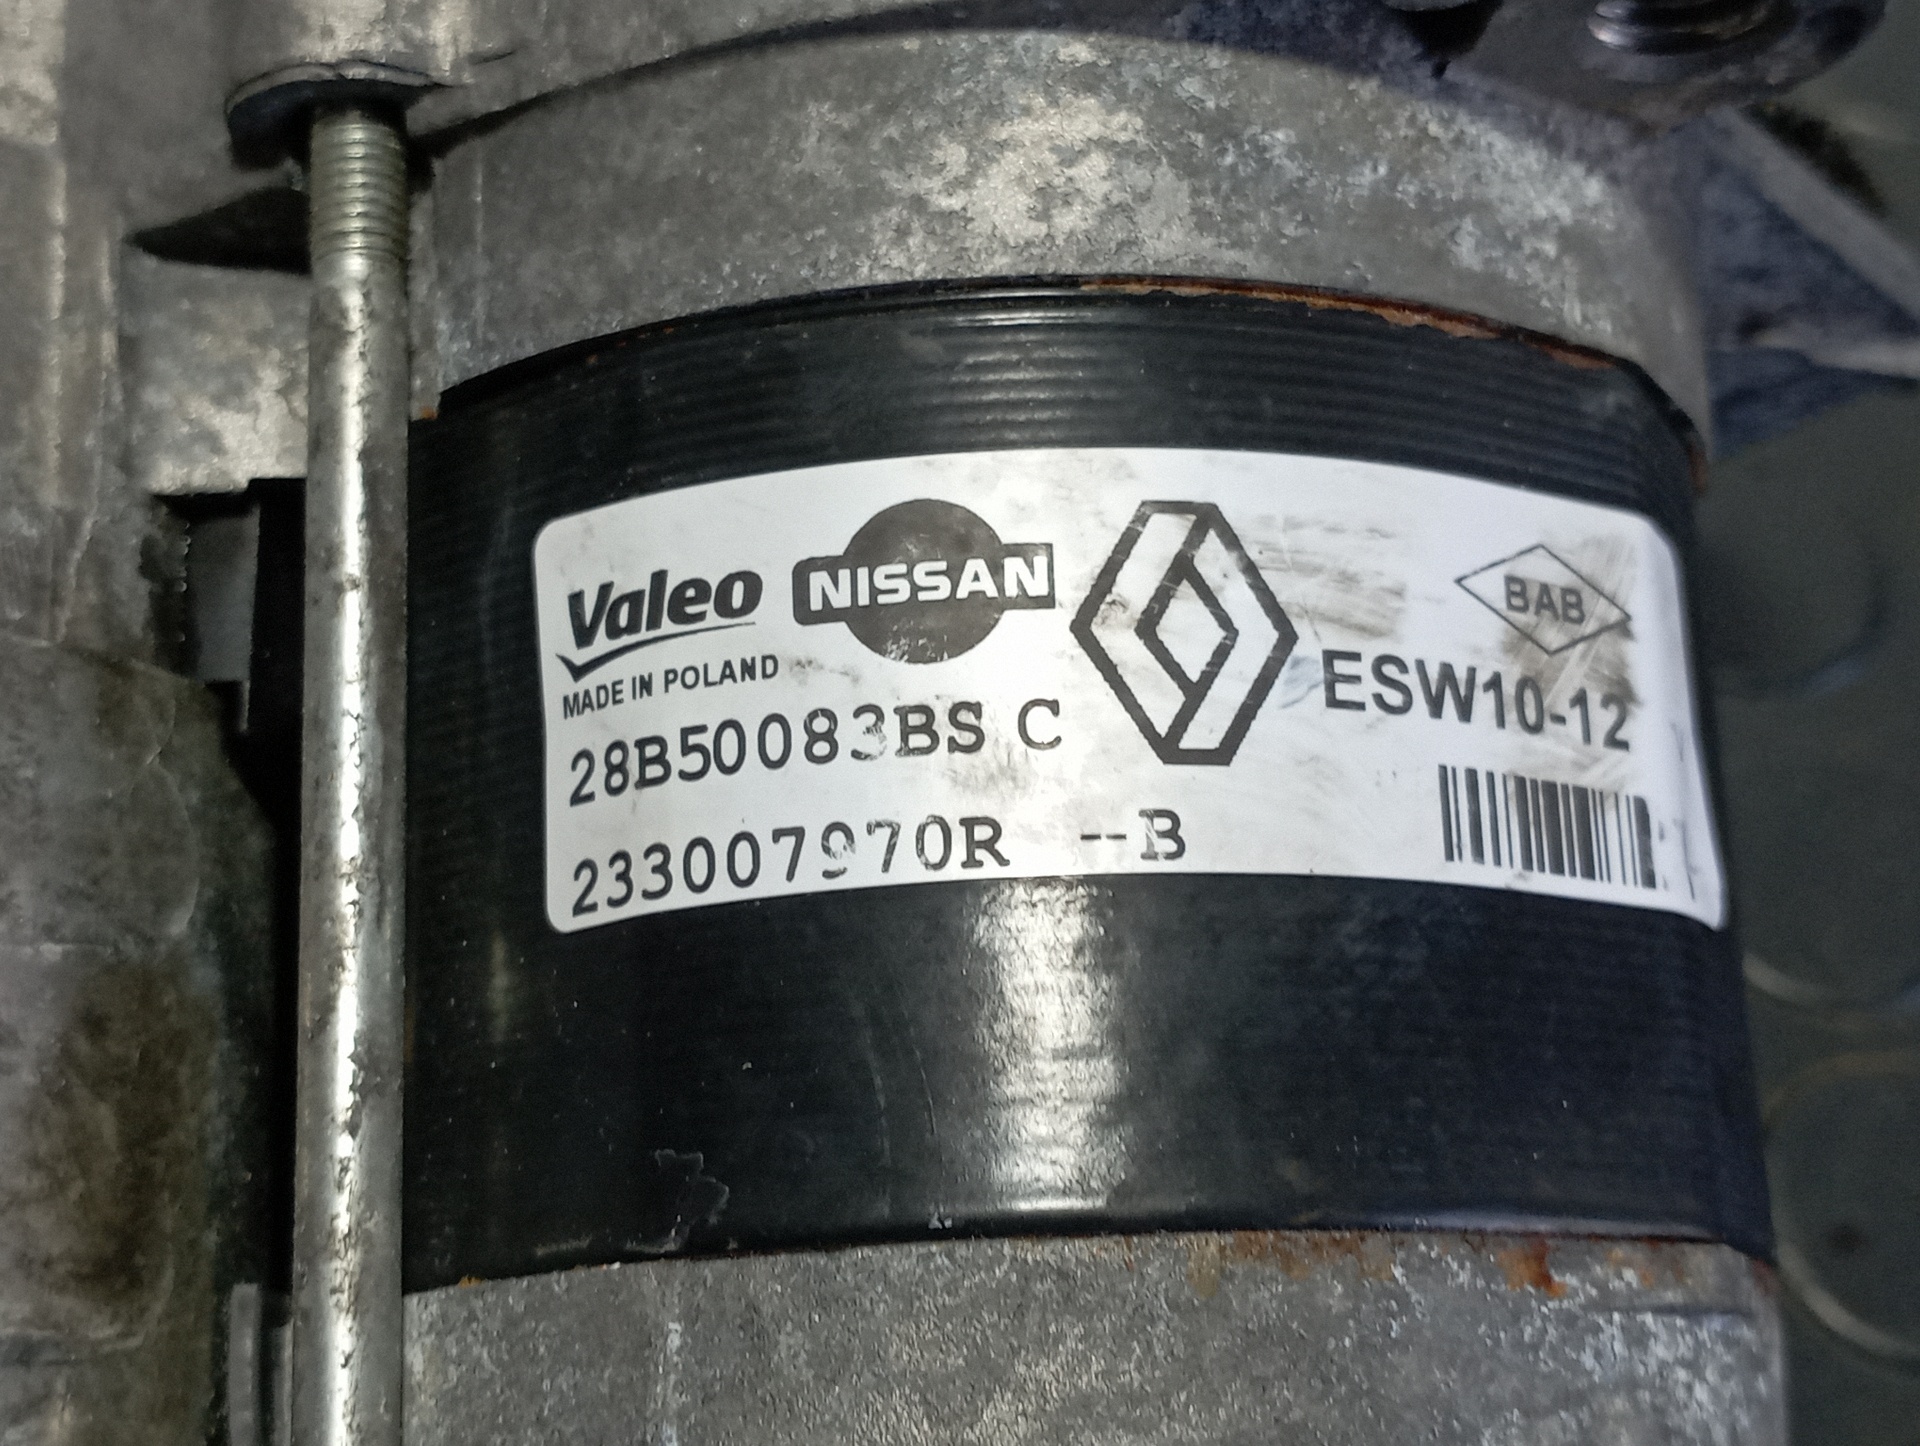 Valeo NISSAN BAB
MADE IN POLAND ESW10-12
28B50083BS C
233007970R --B